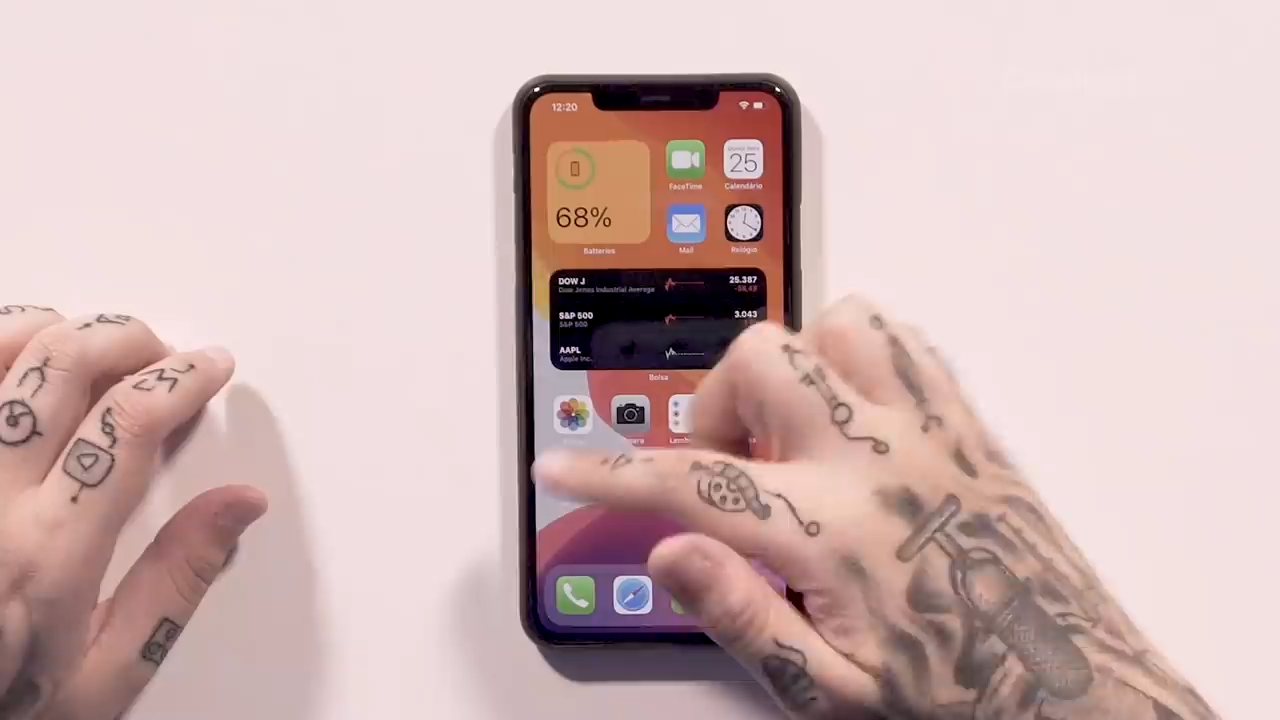 12:20
25
FaceTime
Calendário
68%
Batteries
Mail
Relógio
DOW J
25.387
Dow Jones Industrial Average
S&P 500
3.043
S&P 500
AAPL
Apple Inc.
Bolsa